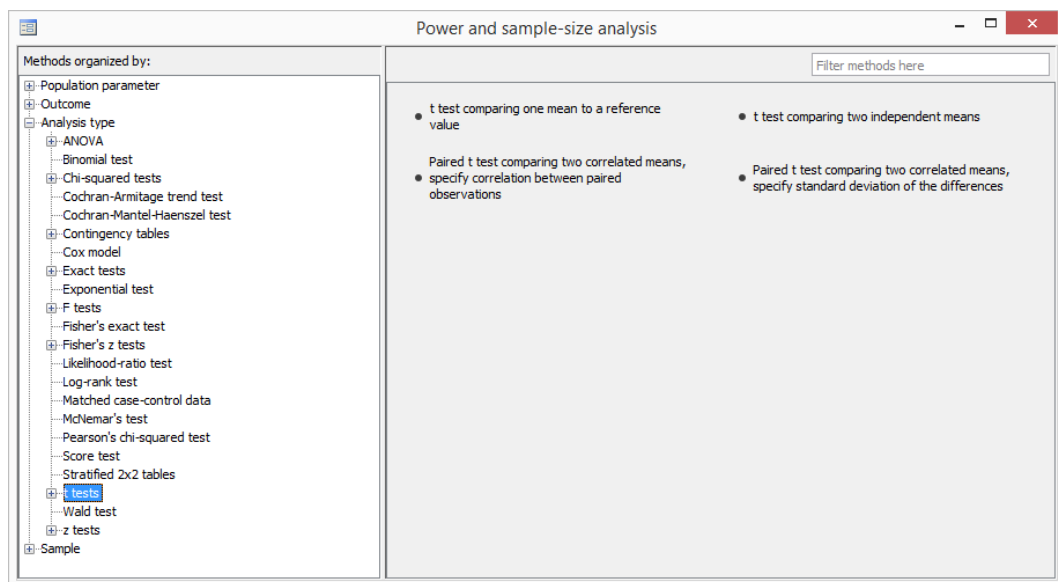 Power and sample-size analysis
Methods organized by:
Filter methods here
Population parameter
Outcome
Analysis type
ANOVA
Binomial test
Chi-squared tests
Cochran-Armitage trend test
Cochran-Mantel-Haenszel test
Contingency tables
Cox model
Exact tests
Exponential test
F tests
Fisher's exact test
Fisher's z tests
Likelihood-ratio test
Log-rank test
Matched case-control data
McNemar's test
Pearson's chi-squared test
Score test
Stratified 2x2 tables
t tests
Wald test
z tests
Sample
t test comparing one mean to a reference
value
t test comparing two independent means
Paired t test comparing two correlated means,
specify correlation between paired
observations
Paired t test comparing two correlated means,
specify standard deviation of the differences